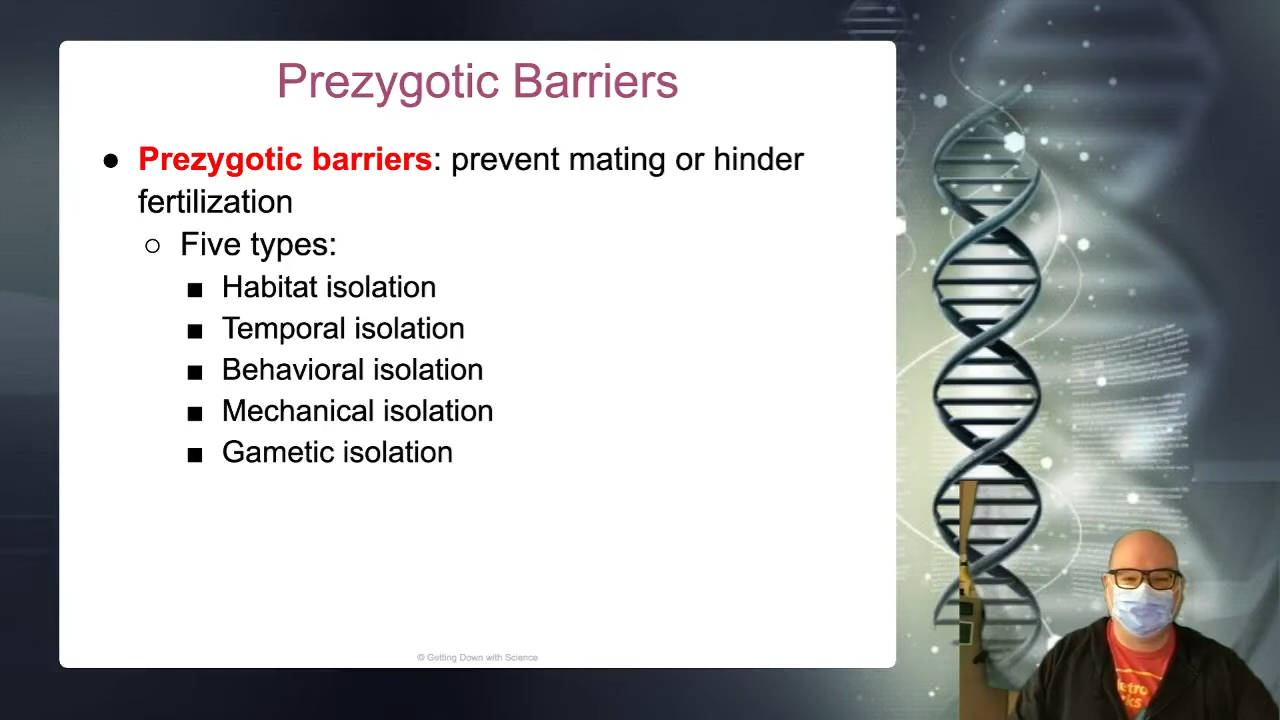 Prezygotic Barriers
● Prezygotic barriers: prevent mating or hinder
fertilization
○ Five types:
■ Habitat isolation
■ Temporal isolation
■ Behavioral isolation
■ Mechanical isolation
■ Gametic isolation
© Getting Down with Science